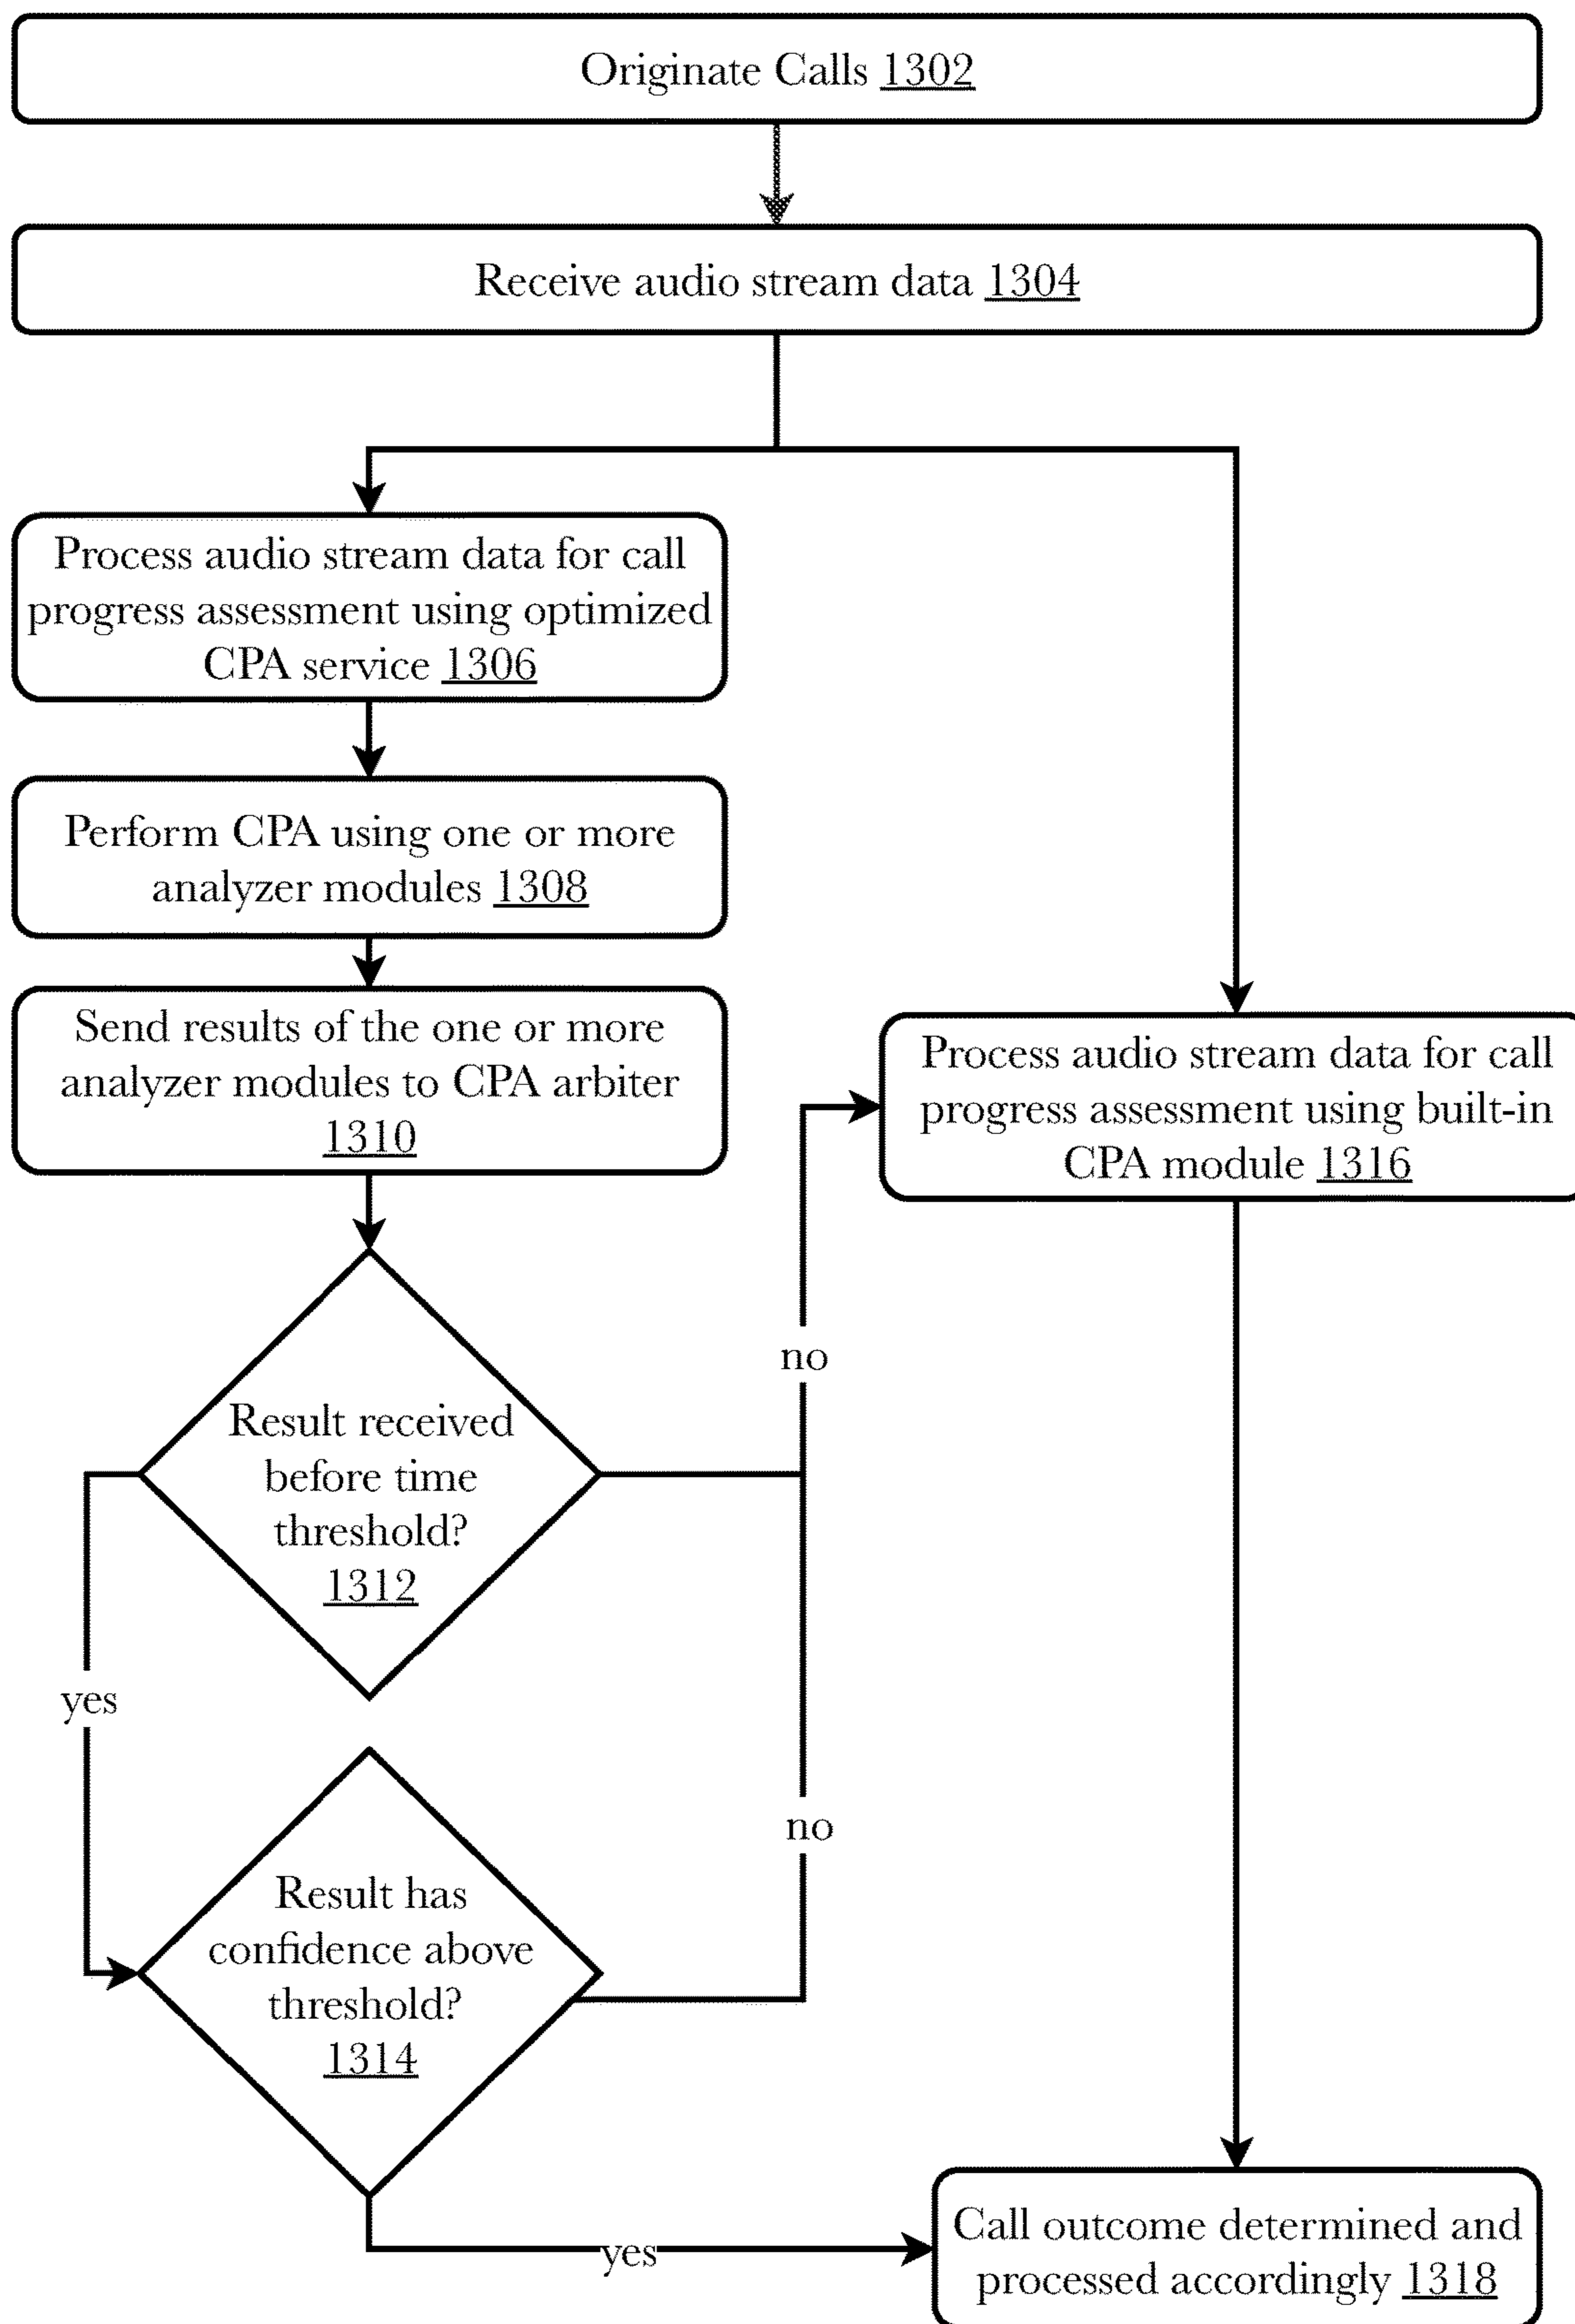 Originate Calls 1302
Receive audio stream data 1304
Process audio stream data for call
progress assessment using optimized
CPA service 1306
Perform CPA using one or more
analyzer modules 1308
Send results of the one or more
analyzer modules to CPA arbiter
1310
Process audio stream data for call
progress assessment using built-in
CPA module 1316
no
Result received
before time
threshold?
1312
yes
no
Result has
confidence above
threshold?
1314
yes
Call outcome determined and
processed accordingly 1318